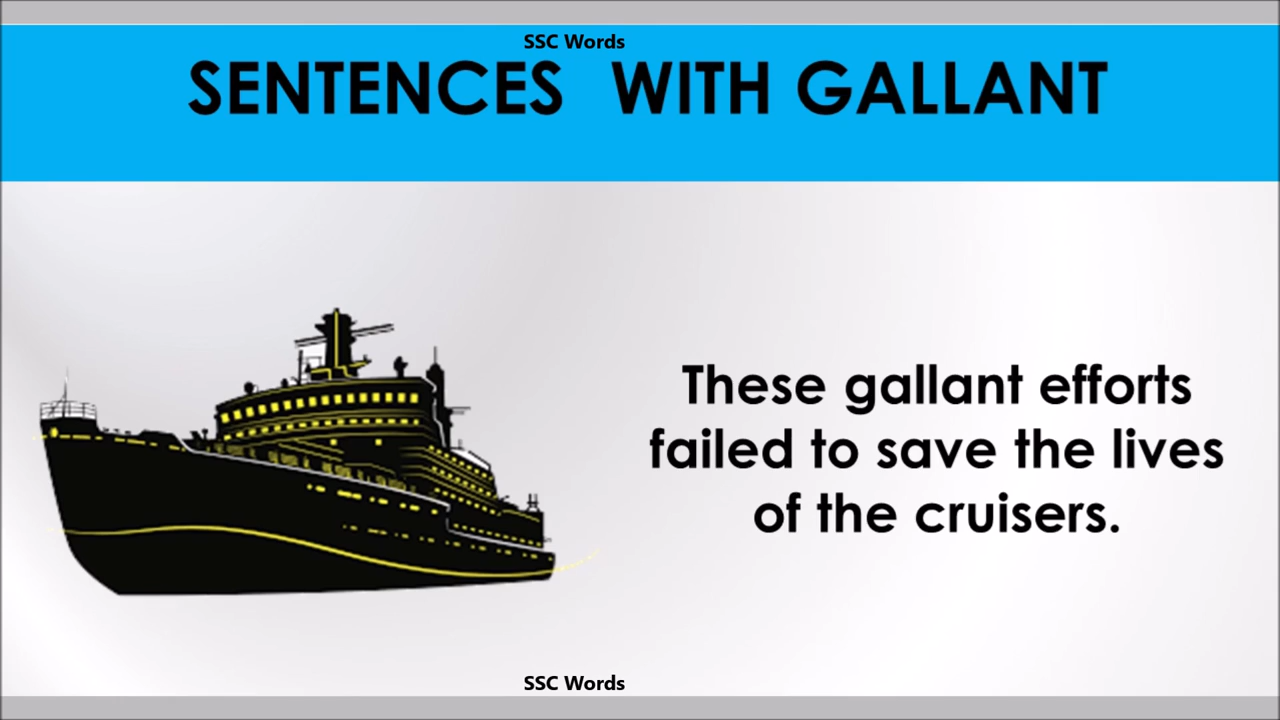 SSC Words
SENTENCES WITH GALLANT
These gallant efforts
failed to save the lives
of the cruisers.
SSC Words